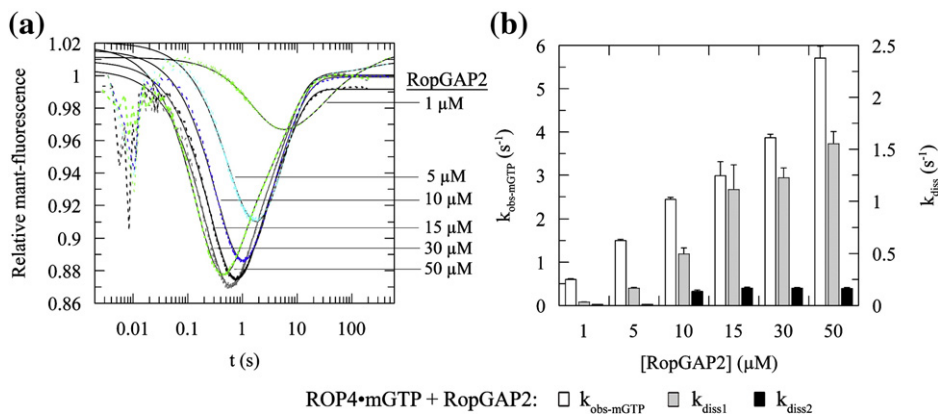 (a)
1.02
1
0.98
0.96
0.94
0.92
0.9
0.88
0.86
Relative mant-fluorescence
0.01
0.1
1
10
100
t (s)
RopGAP2
1 µM
5 µM
10 µM
15 µM
30 µM
50 µM
(b)
6
5
4
3
2
1
0
k_obs-mGTP (s⁻¹)
2.5
2
1.5
1
0.5
0
k_diss (s⁻¹)
1 5 10 15 30 50
[RopGAP2] (µM)
ROP4•mGTP + RopGAP2: k_obs-mGTP k_diss1 k_diss2